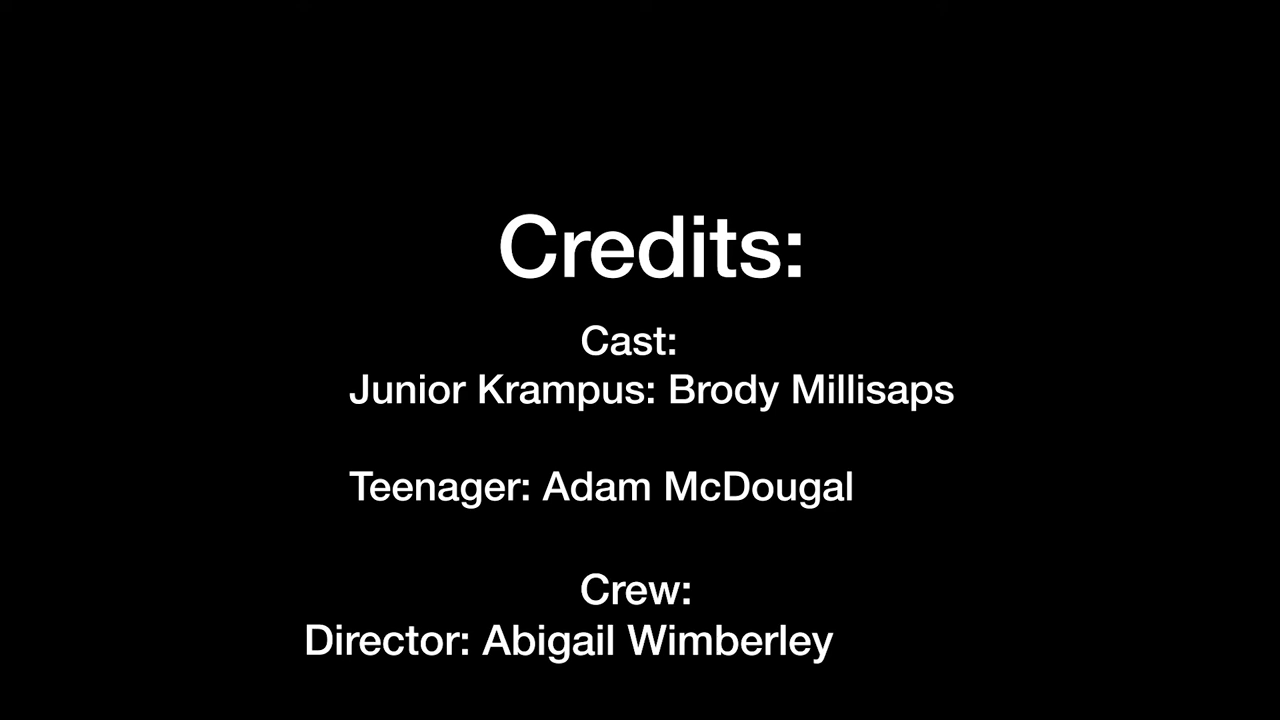 Credits:
Cast:
Junior Krampus: Brody Millisaps
Teenager: Adam McDougal
Crew:
Director: Abigail Wimberley